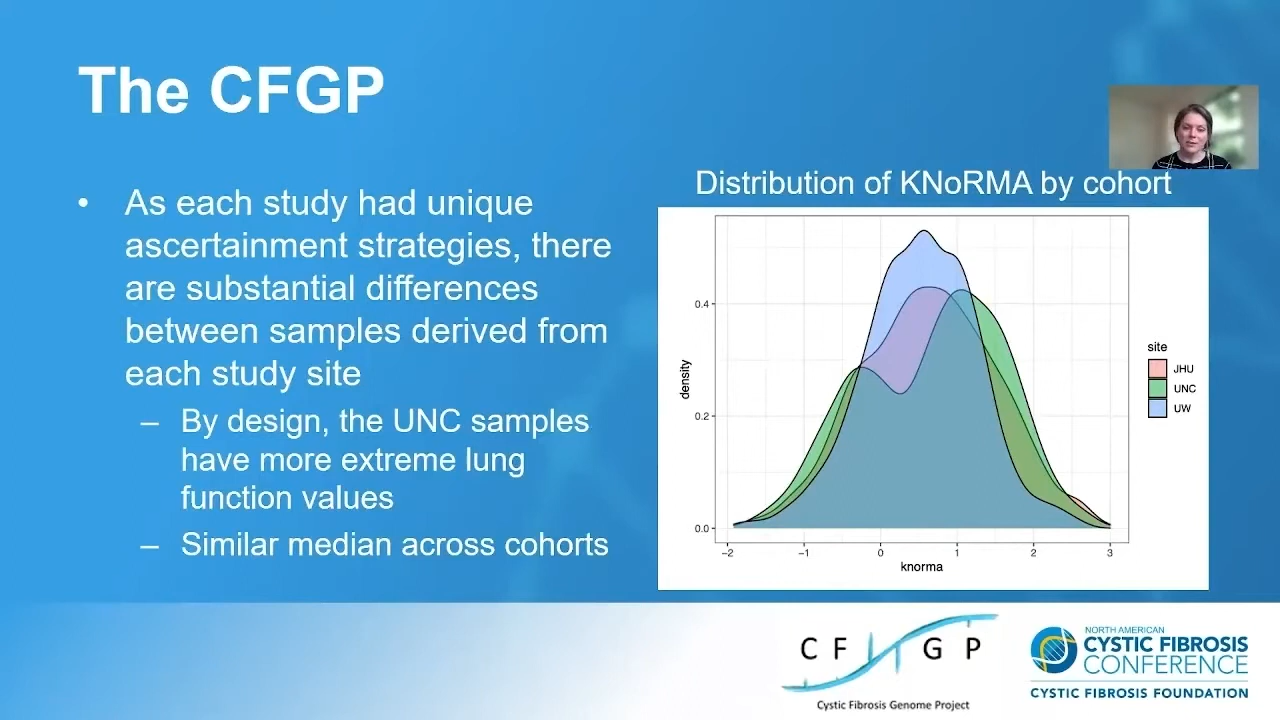 The CFGP
• As each study had unique
ascertainment strategies, there
are substantial differences
between samples derived from
each study site
– By design, the UNC samples
have more extreme lung
function values
– Similar median across cohorts
Distribution of KNoRMA by cohort
density
0.4
0.2
0.0
−2 −1 0 1 2 3
knorma
site
JHU
UNC
UW
CF GP
Cystic Fibrosis Genome Project
NORTH AMERICAN
CYSTIC FIBROSIS
CONFERENCE
CYSTIC FIBROSIS FOUNDATION